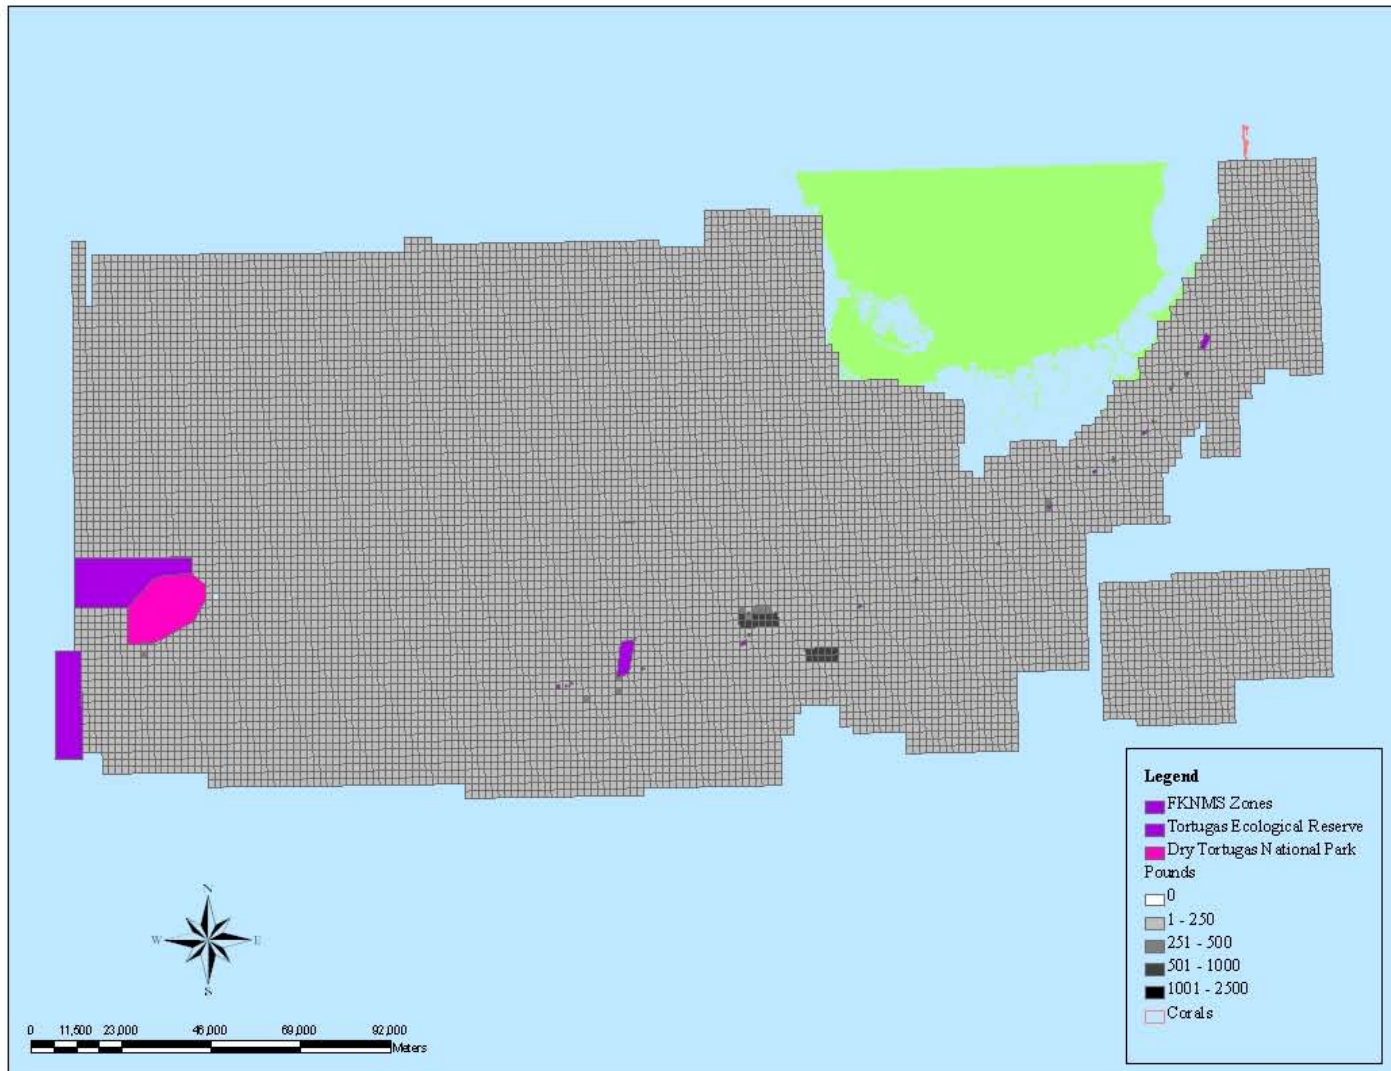 Legend
FKNMS Zones
Tortugas Ecological Reserve
Dry Tortugas National Park
Pounds
0
1 - 250
251 - 500
501 - 1000
1001 - 2500
Corals
N
W E
S
0 11,500 23,000 46,000 69,000 92,000
Meters